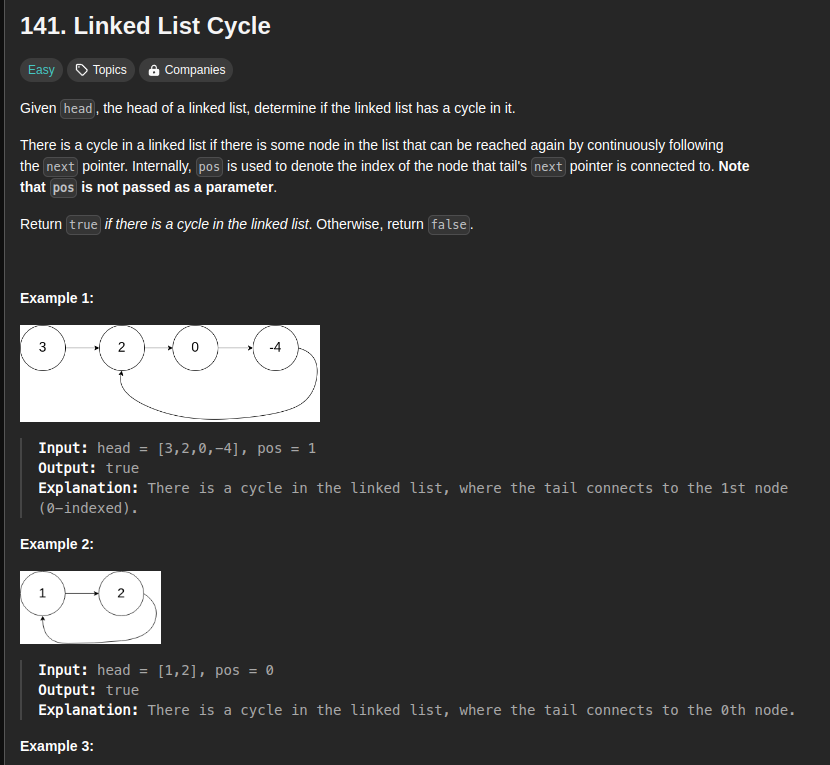 141. Linked List Cycle
Easy Topics Companies
Given head, the head of a linked list, determine if the linked list has a cycle in it.
There is a cycle in a linked list if there is some node in the list that can be reached again by continuously following
the next pointer. Internally, pos is used to denote the index of the node that tail's next pointer is connected to. Note
that pos is not passed as a parameter.
Return true if there is a cycle in the linked list. Otherwise, return false.
Example 1:
3 2 0 -4
Input: head = [3,2,0,-4], pos = 1
Output: true
Explanation: There is a cycle in the linked list, where the tail connects to the 1st node
(0-indexed).
Example 2:
1 2
Input: head = [1,2], pos = 0
Output: true
Explanation: There is a cycle in the linked list, where the tail connects to the 0th node.
Example 3: